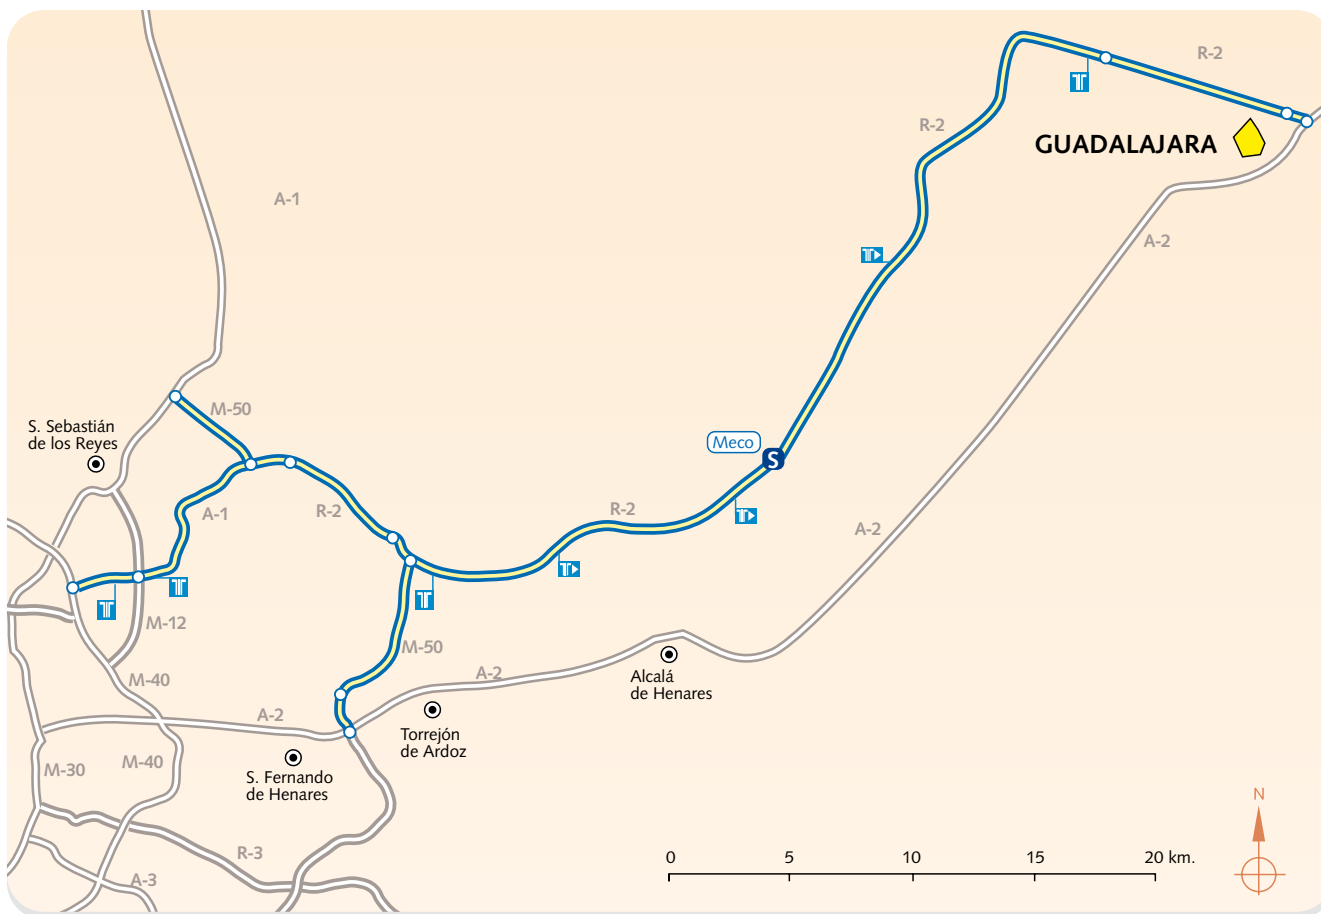 R-2
R-2
GUADALAJARA
A-1
A-2
M-50
S. Sebastián
de los Reyes
Meco
S
A-1
R-2
R-2
A-2
M-12
M-50
M-40
A-2
Alcalá
de Henares
A-2
Torrejón
de Ardoz
M-30
M-40
S. Fernando
de Henares
N
R-3
0 5 10 15 20 km.
A-3